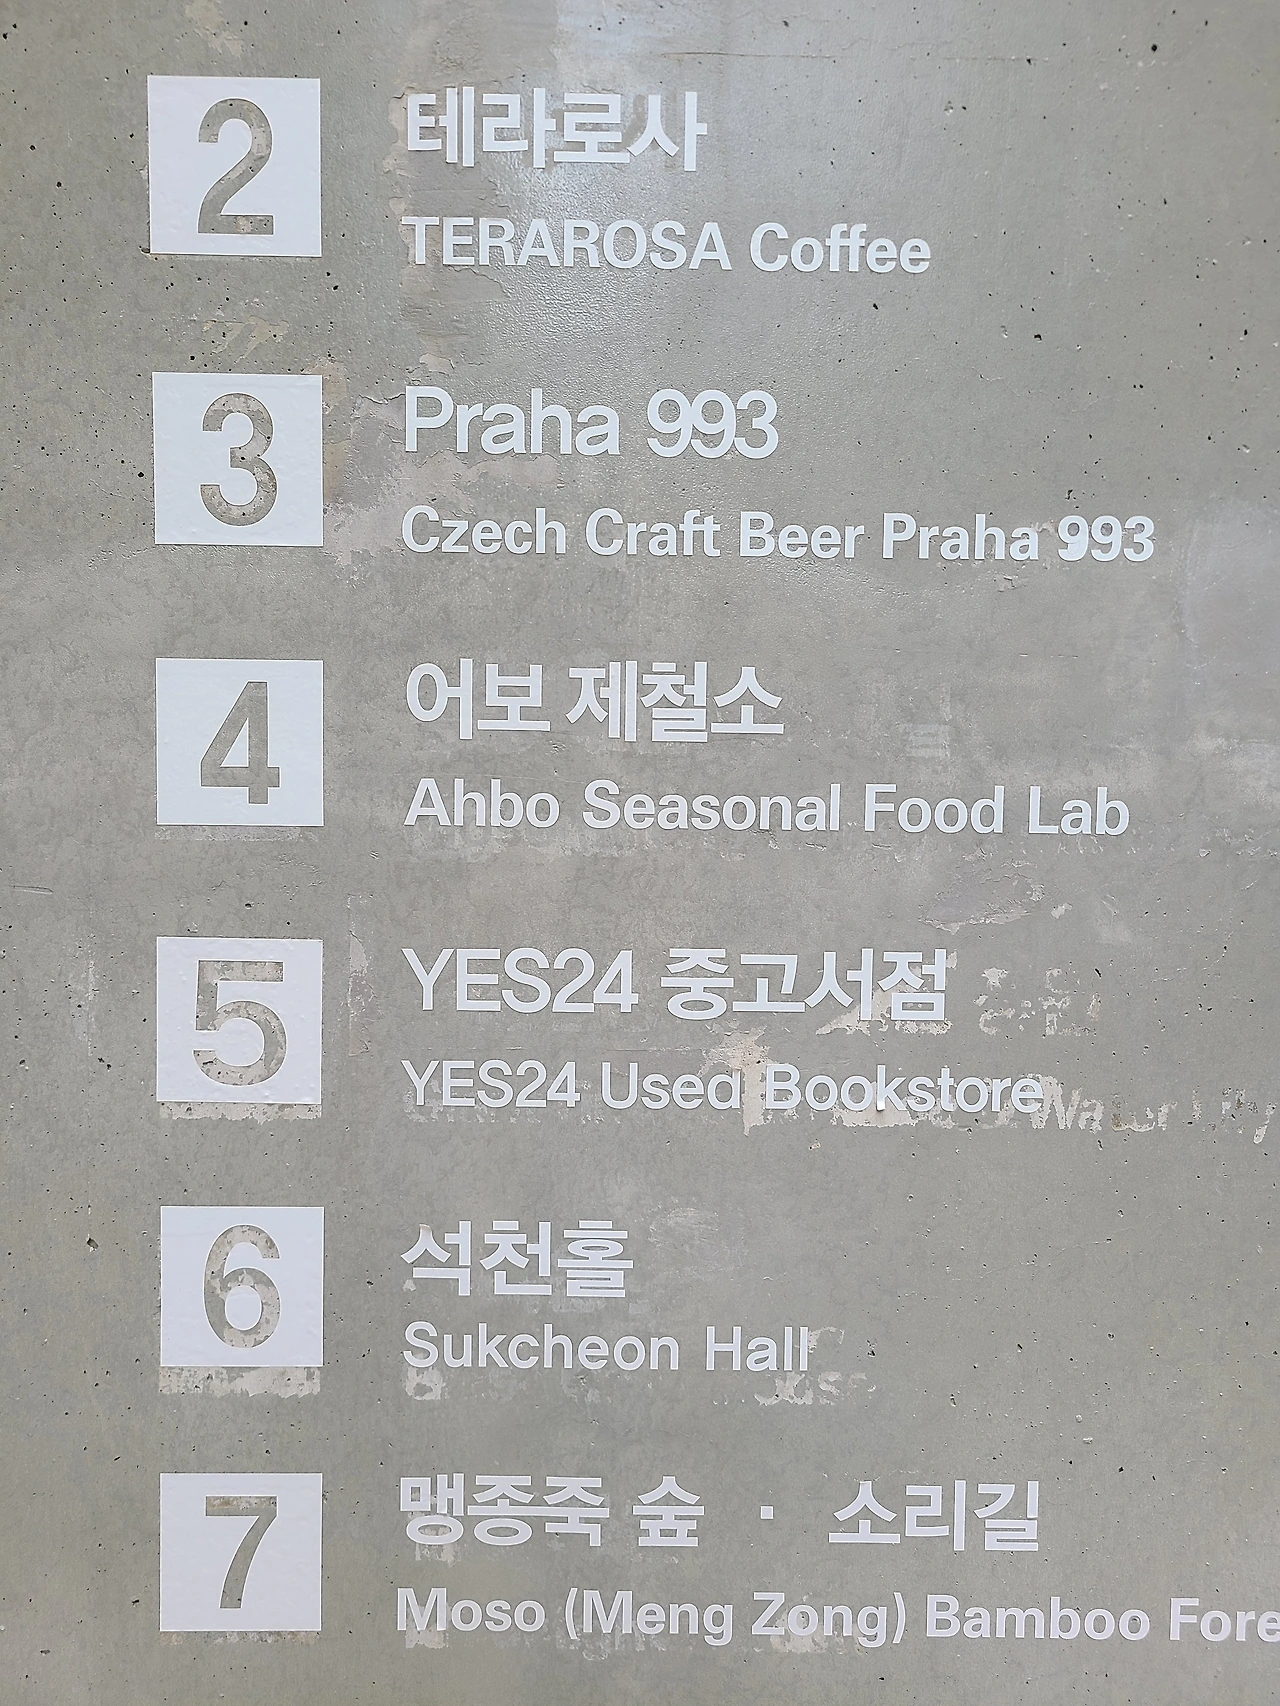 2
테라로사
TERAROSA Coffee
3
Praha 993
Czech Craft Beer Praha 993
4
어보 제철소
Ahbo Seasonal Food Lab
5
YES24 중고서점
YES24 Used Bookstore
6
석천홀
Sukcheon Hall
7
맹종죽 숲 · 소리길
Moso (Meng Zong) Bamboo Fore